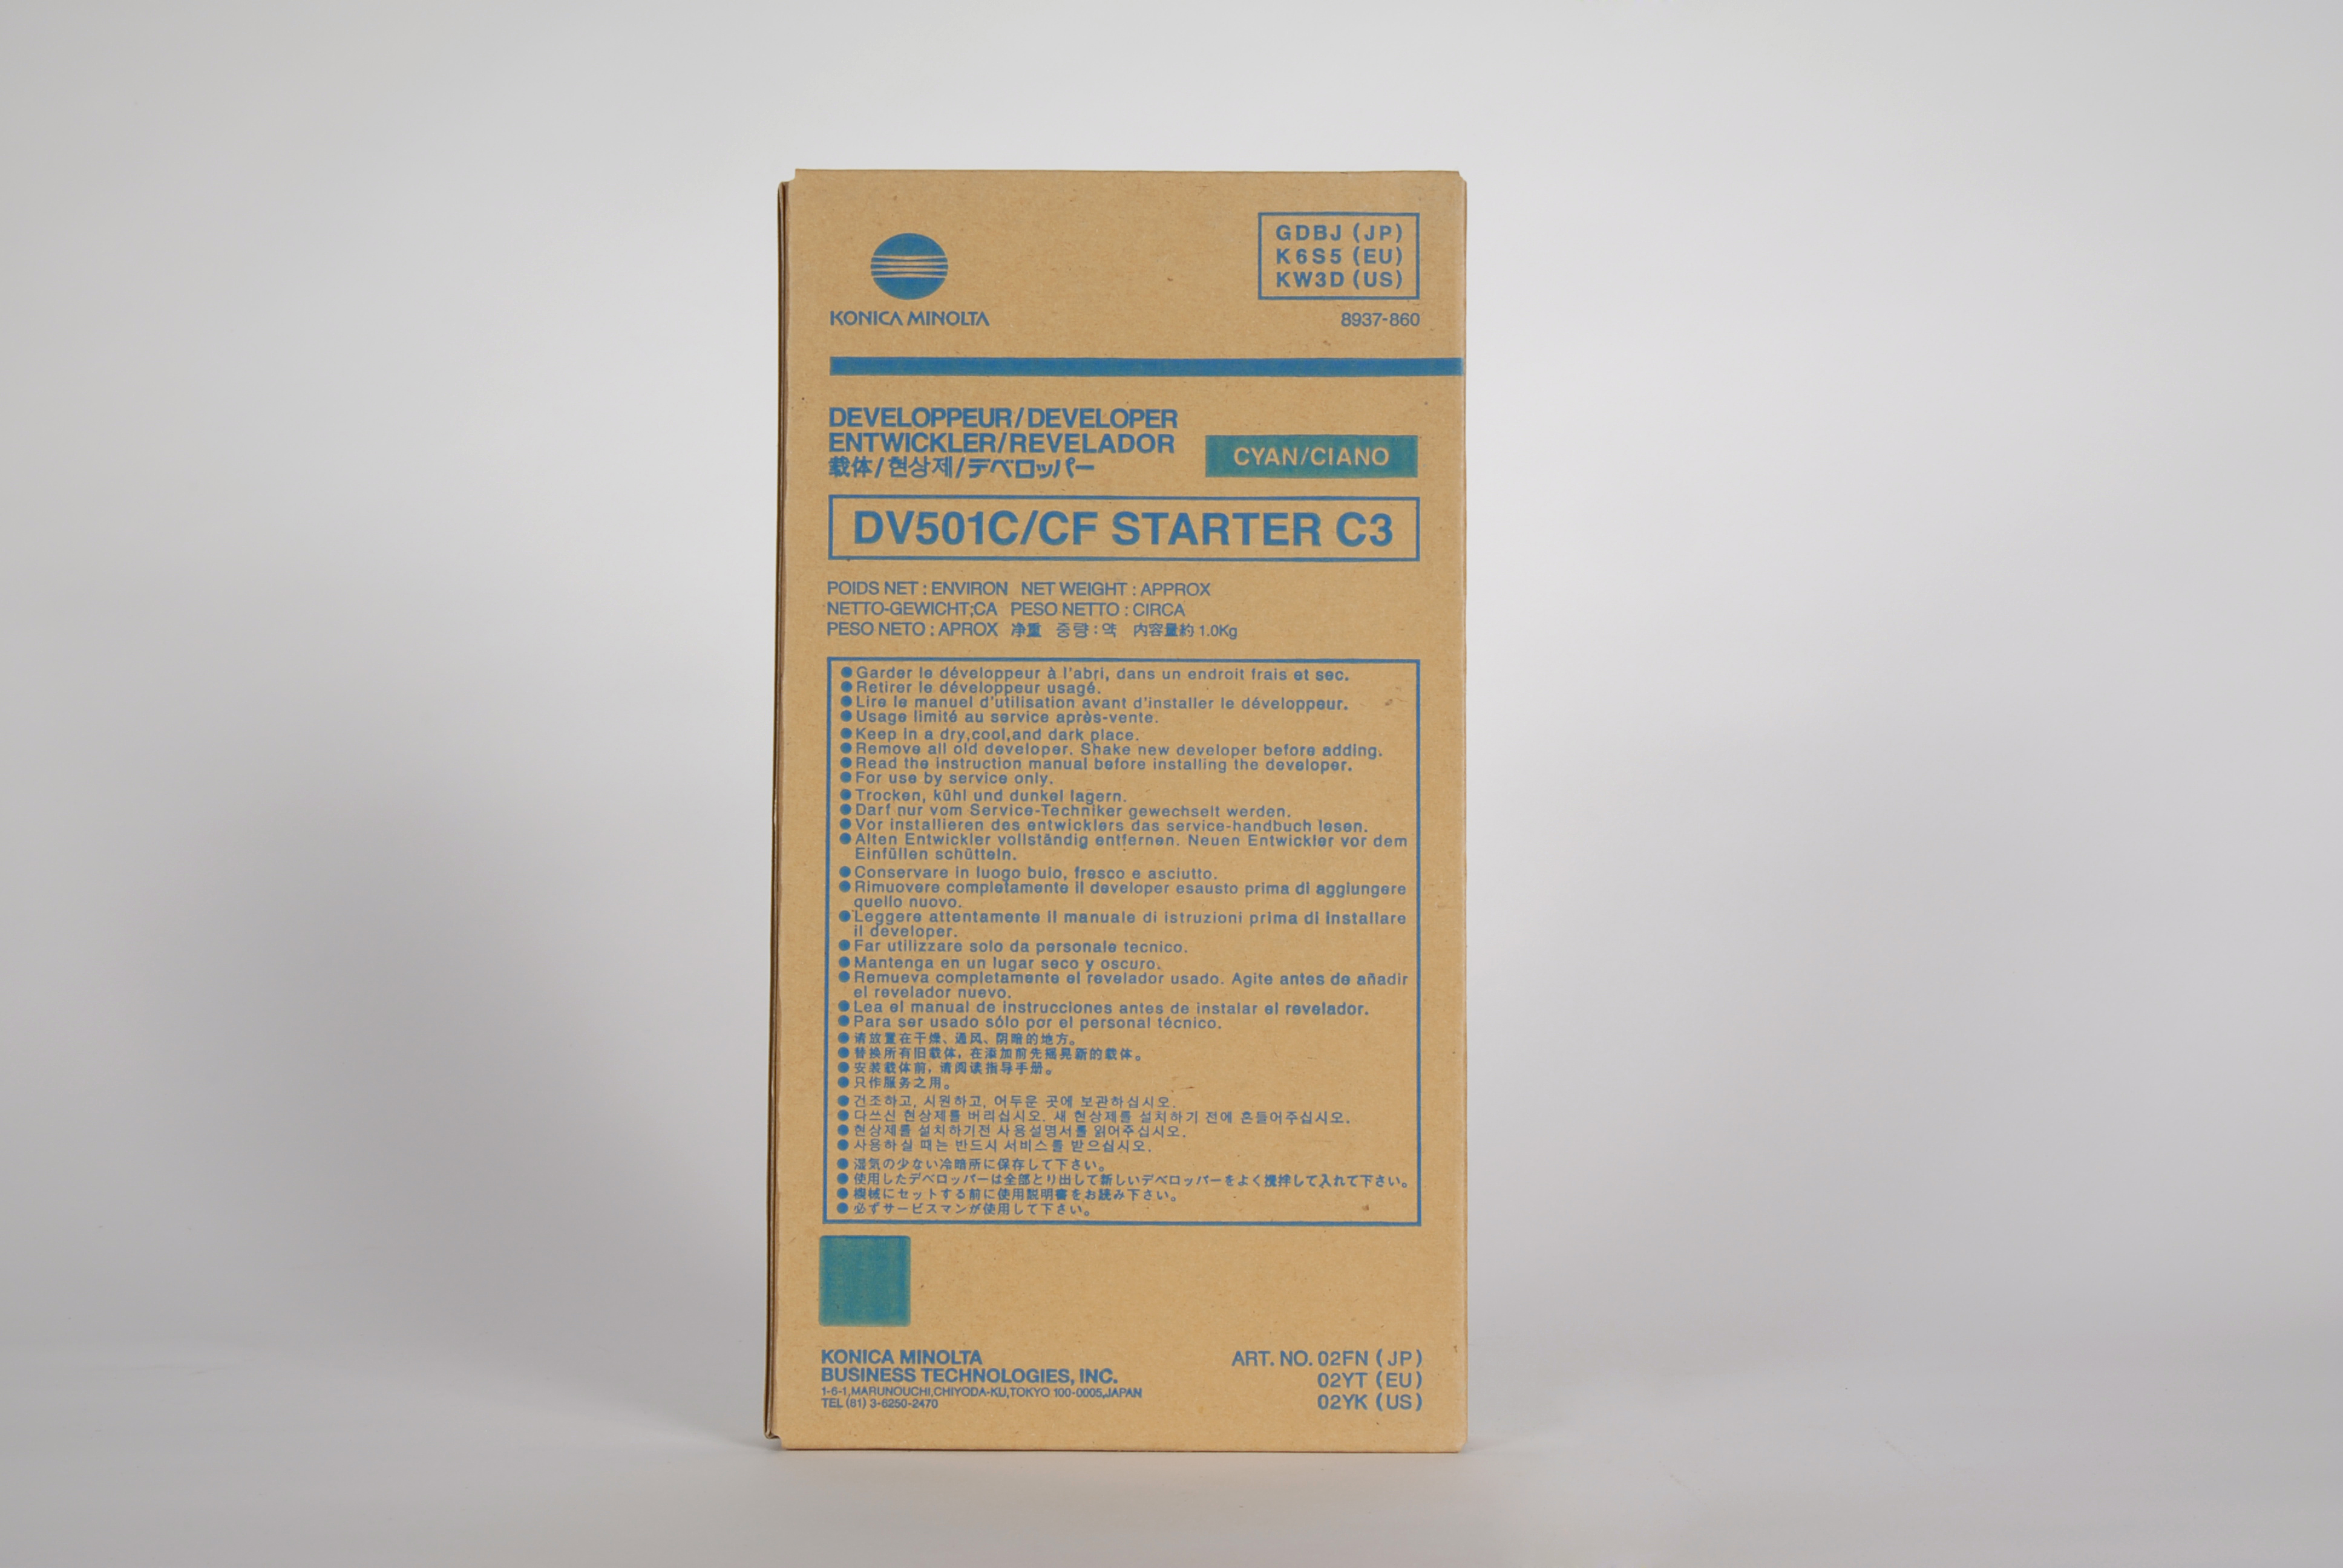 KONICA MINOLTA
GDBJ (JP)
K6S5 (EU)
KW3D (US)
8937-860
DEVELOPPEUR/DEVELOPER
ENTWICKLER/REVELADOR
载体/현상제/デベロッパー
CYAN/CIANO
DV501C/CF STARTER C3
POIDS NET : ENVIRON NET WEIGHT : APPROX
NETTO-GEWICHT;CA PESO NETTO : CIRCA
PESO NETO : APROX 净重 중량 : 약 内容量約 1.0Kg
●Garder le développeur à l'abri, dans un endroit frais et sec.
●Retirer le développeur usagé.
●Lire le manuel d'utilisation avant d'installer le développeur.
●Usage limité au service après-vente.
●Keep in a dry,cool,and dark place.
●Remove all old developer. Shake new developer before adding.
●Read the instruction manual before installing the developer.
●For use by service only.
●Trocken, kühl und dunkel lagern.
●Darf nur vom Service-Techniker gewechselt werden.
●Vor installieren des entwicklers das service-handbuch lesen.
●Alten Entwickler vollständig entfernen. Neuen Entwickler vor dem
Einfüllen schütteln.
●Conservare in luogo buio, fresco e asciutto.
●Rimuovere completamente il developer esausto prima di aggiungere
quello nuovo.
●Leggere attentamente il manuale di istruzioni prima di installare
il developer.
●Far utilizzare solo da personale tecnico.
●Mantenga en un lugar seco y oscuro.
●Remueva completamente el revelador usado. Agite antes de añadir
el revelador nuevo.
●Lea el manual de instrucciones antes de instalar el revelador.
●Para ser usado sólo por el personal técnico.
●请放置在干燥、通风、阴暗的地方。
●替换所有旧载体，在添加前先摇晃新的载体。
●安装载体前，请阅读指导手册。
●只作服务之用。
●건조하고, 시원하고, 어두운 곳에 보관하십시오.
●다쓰신 현상제를 버리십시오. 새 현상제를 설치하기 전에 흔들어주십시오.
●현상제를 설치하기전 사용설명서를 읽어주십시오.
●사용하실 때는 반드시 서비스를 받으십시오.
●湿気の少ない冷暗所に保存して下さい。
●使用したデベロッパーは全部とり出して新しいデベロッパーをよく攪拌して入れて下さい。
●機械にセットする前に使用説明書をお読み下さい。
●必ずサービスマンが使用して下さい。
KONICA MINOLTA
BUSINESS TECHNOLOGIES, INC.
1-6-1,MARUNOUCHI,CHIYODA-KU,TOKYO 100-0005,JAPAN
TEL (81) 3-6250-2470
ART. NO. 02FN (JP)
02YT (EU)
02YK (US)